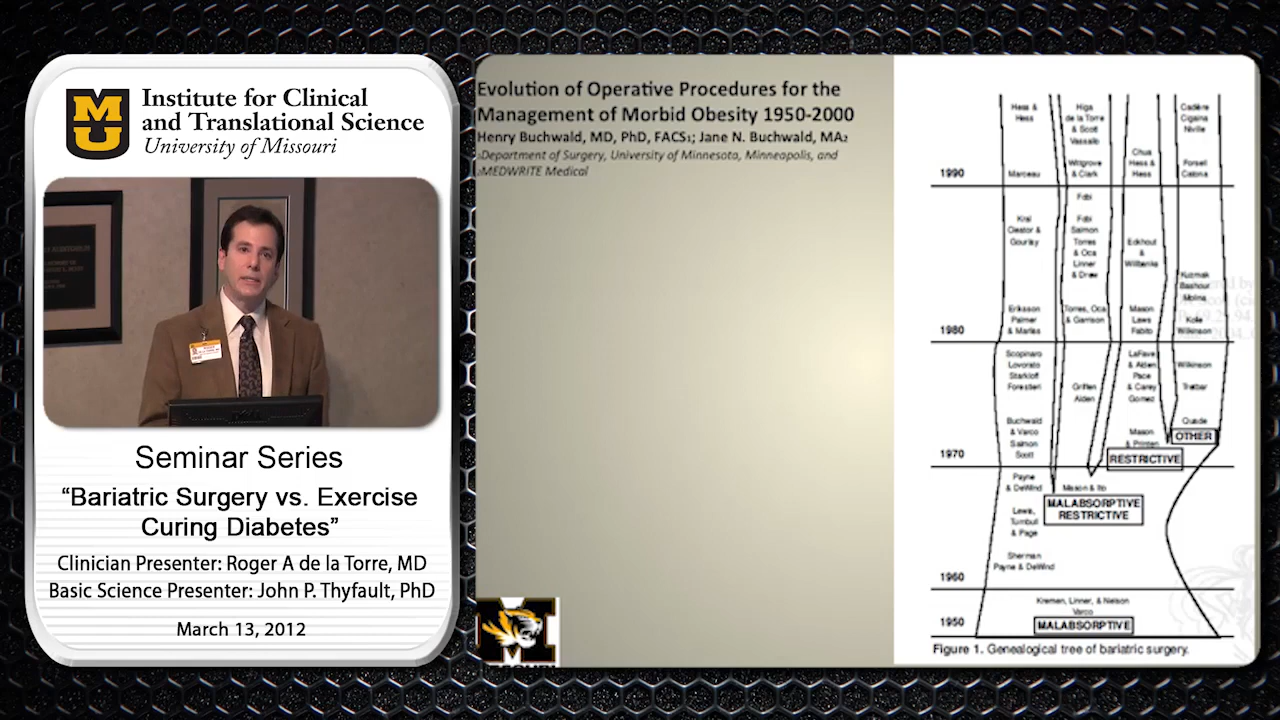 MU
Institute for Clinical
and Translational Science
University of Missouri
Seminar Series
“Bariatric Surgery vs. Exercise
Curing Diabetes”
Clinician Presenter: Roger A de la Torre, MD
Basic Science Presenter: John P. Thyfault, PhD
March 13, 2012
Evolution of Operative Procedures for the
Management of Morbid Obesity 1950-2000
Henry Buchwald, MD, PhD, FACS1; Jane N. Buchwald, MA2
1Department of Surgery, University of Minnesota, Minneapolis, and
2MEDWRITE Medical
Hess &
Hess
Higa
de la Torre
& Scott
Vassallo
Cadière
Cigaina
Niville
Chua
Hess &
Hess
Wittgrove
& Clark
Forsell
Catona
1990
Marceau
Fobi
Kral
Cleator &
Gourlay
Fobi
Salmon
Torres
& Oca
Linner
& Drew
Eckhout
&
Willbanks
Kuzmak
Bashour
Molina
Eriksson
Palmer
& Marliss
Torres, Oca
& Garrison
Mason
Laws
Fabito
Kolle
Wilkinson
1980
Scopinaro
Lavorato
Starkloff
Forestieri
Griffen
Alden
LaFave
& Alden
Pace
& Carey
Gomez
Wilkinson
Tretbar
Buchwald
& Varco
Salmon
Scott
Mason
& Printen
Quaade
OTHER
1970
RESTRICTIVE
Payne
& DeWind
Mason & Ito
MALABSORPTIVE
RESTRICTIVE
Lewis,
Turnbull
& Page
Sherman
Payne & DeWind
1960
Kremen, Linner, & Nelson
Varco
1950
MALABSORPTIVE
Figure 1. Genealogical tree of bariatric surgery.